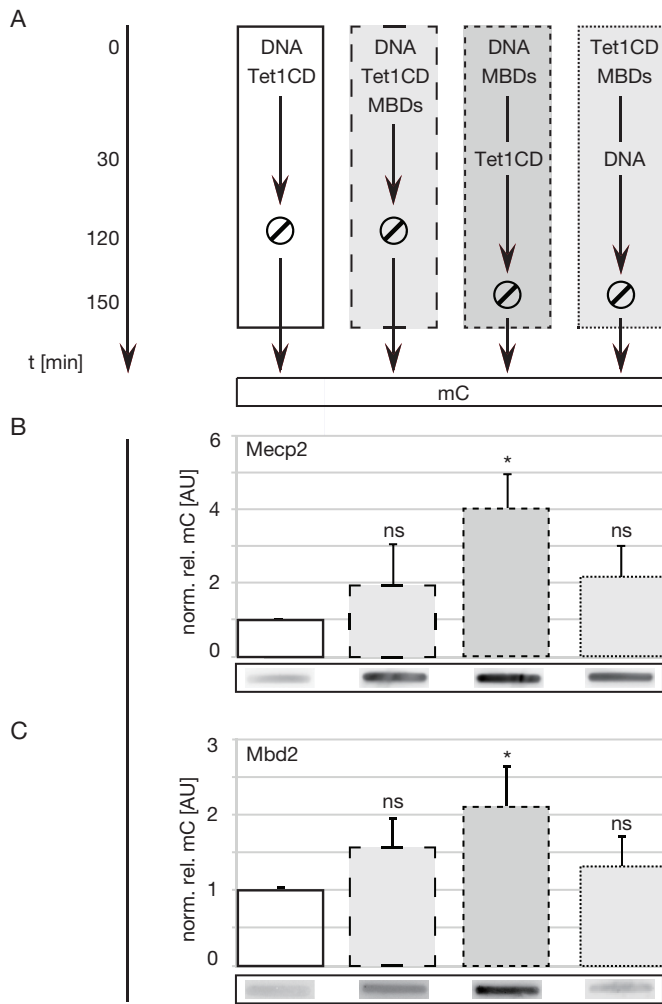 A
0
30
120
150
t [min]
DNA
Tet1CD
DNA
Tet1CD
MBDs
DNA
MBDs
Tet1CD
Tet1CD
MBDs
DNA
mC
B
Mecp2
norm. rel. mC [AU]
6
4
2
0
ns
*
ns
C
Mbd2
norm. rel. mC [AU]
3
2
1
0
ns
*
ns